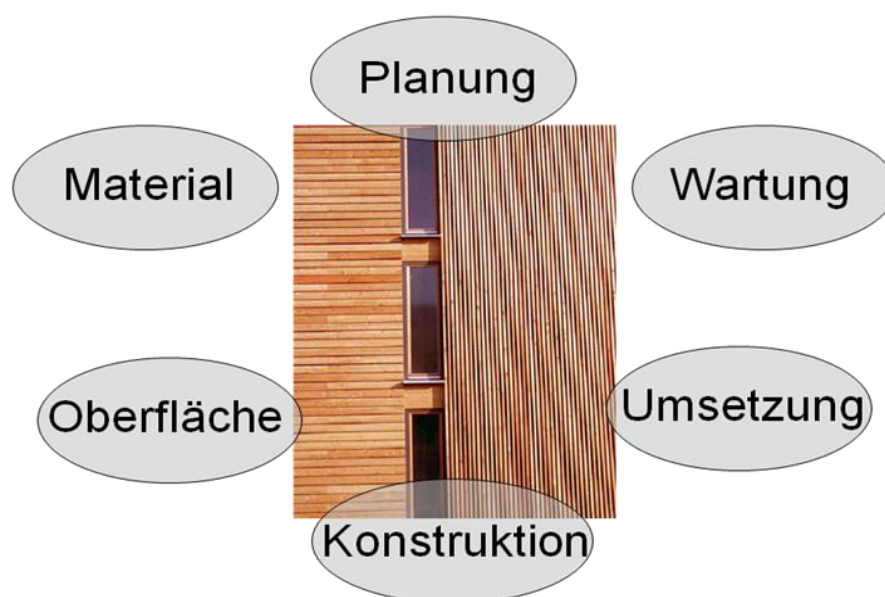 Planung
Material
Wartung
Oberfläche
Umsetzung
Konstruktion